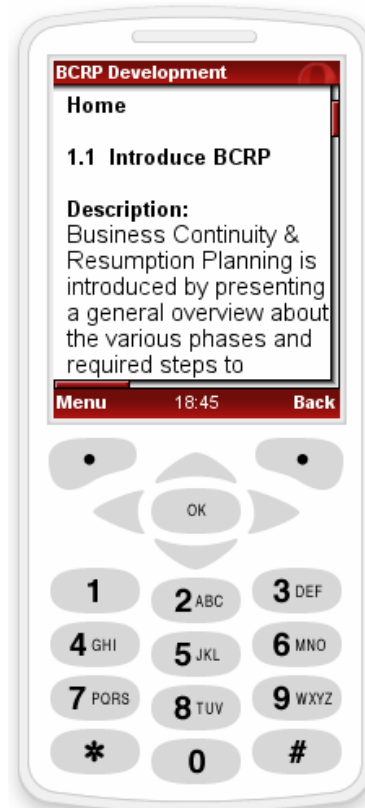 BCRP Development
Home
1.1 Introduce BCRP
Description:
Business Continuity &
Resumption Planning is
introduced by presenting
a general overview about
the various phases and
required steps to
Menu 18:45 Back
OK
1 2 ABC 3 DEF
4 GHI 5 JKL 6 MNO
7 PQRS 8 TUV 9 WXYZ
* 0 #